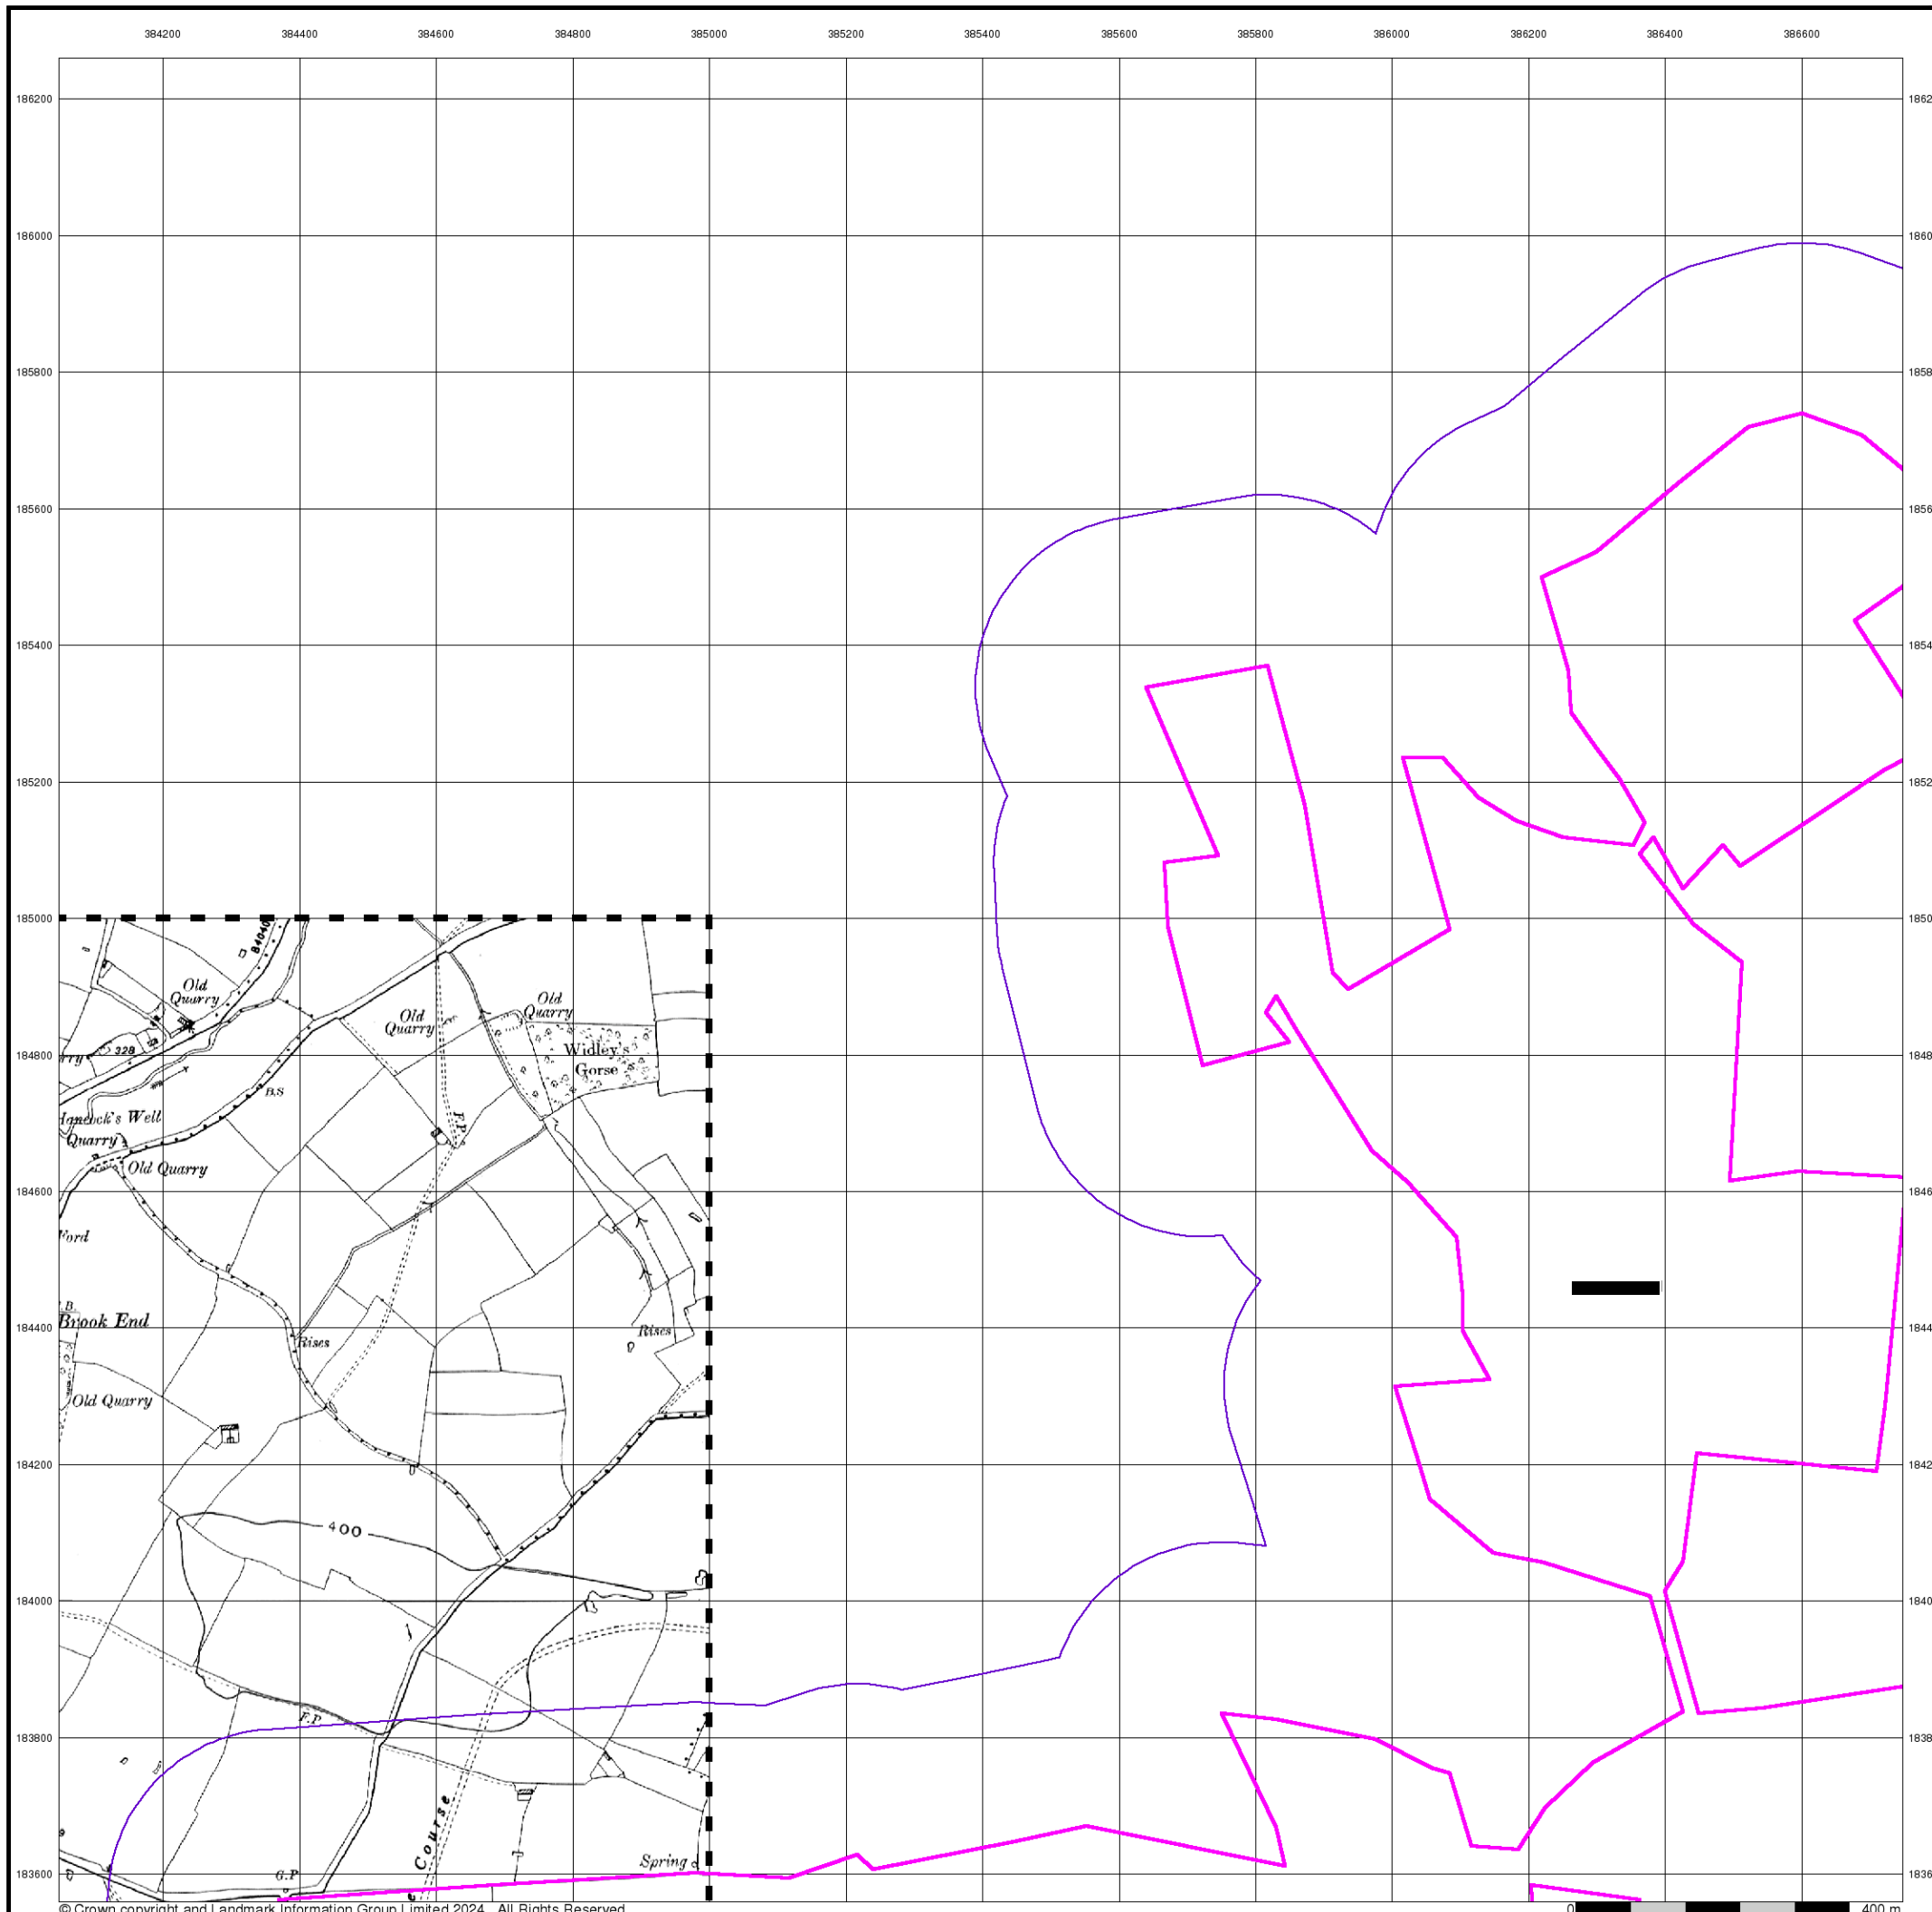 384200 384400 384600 384800 385000 385200 385400 385600 385800 386000 386200 386400 386600
186200
186000
185800
185600
185400
185200
185000
184800
184600
184400
184200
184000
183800
183600
B4040
Old
Quarry
Old
Quarry
Old
Quarry
328
Widley's
Gorse
B.S
Hancock's Well
Quarry
Old Quarry
F.P.
Ford
Brook End
Rises
Rises
Old Quarry
400
F.P
Course
Spring
G.P
© Crown copyright and Landmark Information Group Limited 2024. All Rights Reserved.
0 400 m